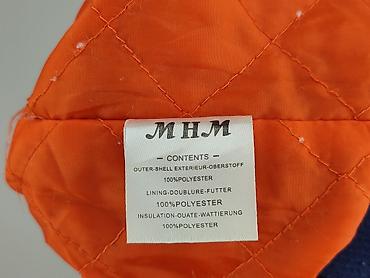 MHM
– CONTENTS –
OUTER-SHELL EXTERIEUR-OBERSTOFF
100%POLYESTER
LINING-DOUBLURE-FUTTER
100%POLYESTER
INSULATION-OUATE-WATTIERUNG
100%POLYESTER